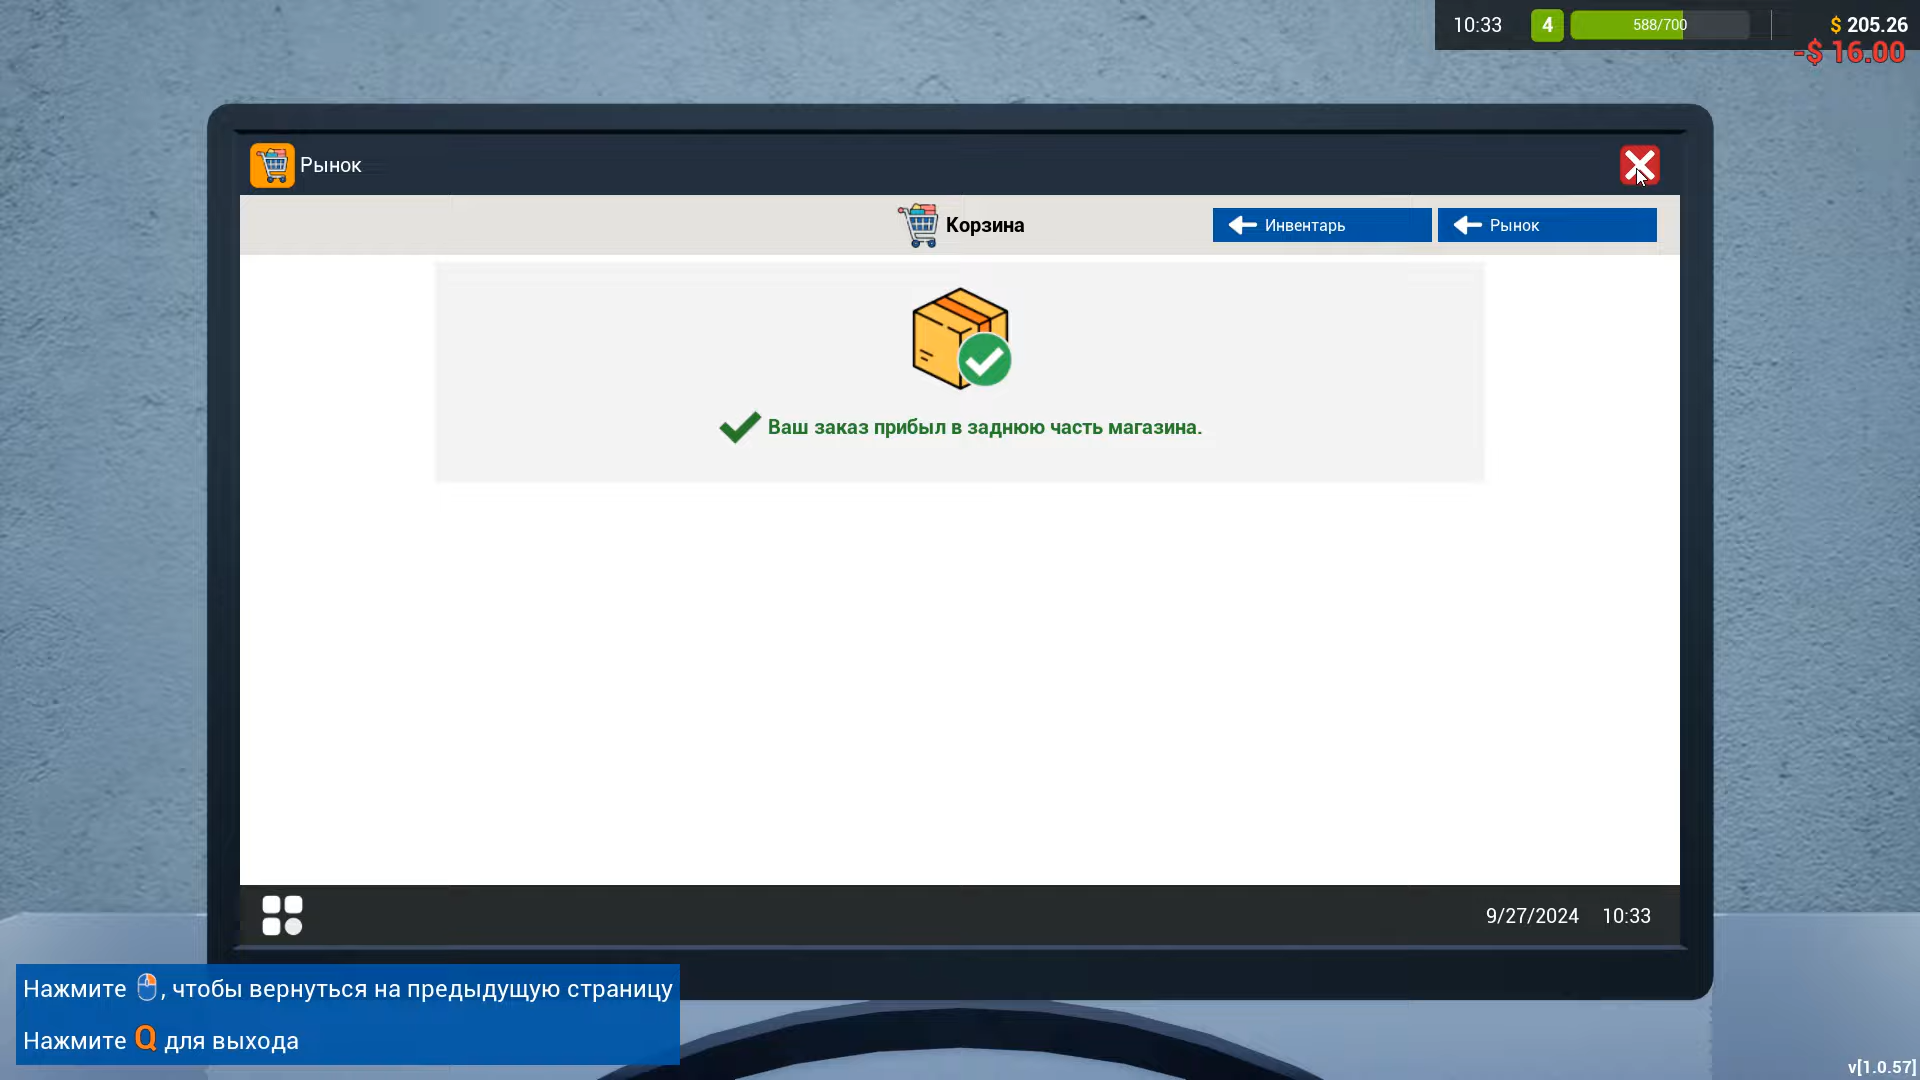 10:33 4 588/700 $ 205.26
-$ 16.00
Рынок
Корзина
Инвентарь
Рынок
Ваш заказ прибыл в заднюю часть магазина.
9/27/2024 10:33
Нажмите , чтобы вернуться на предыдущую страницу
Нажмите Q для выхода
v[1.0.57]